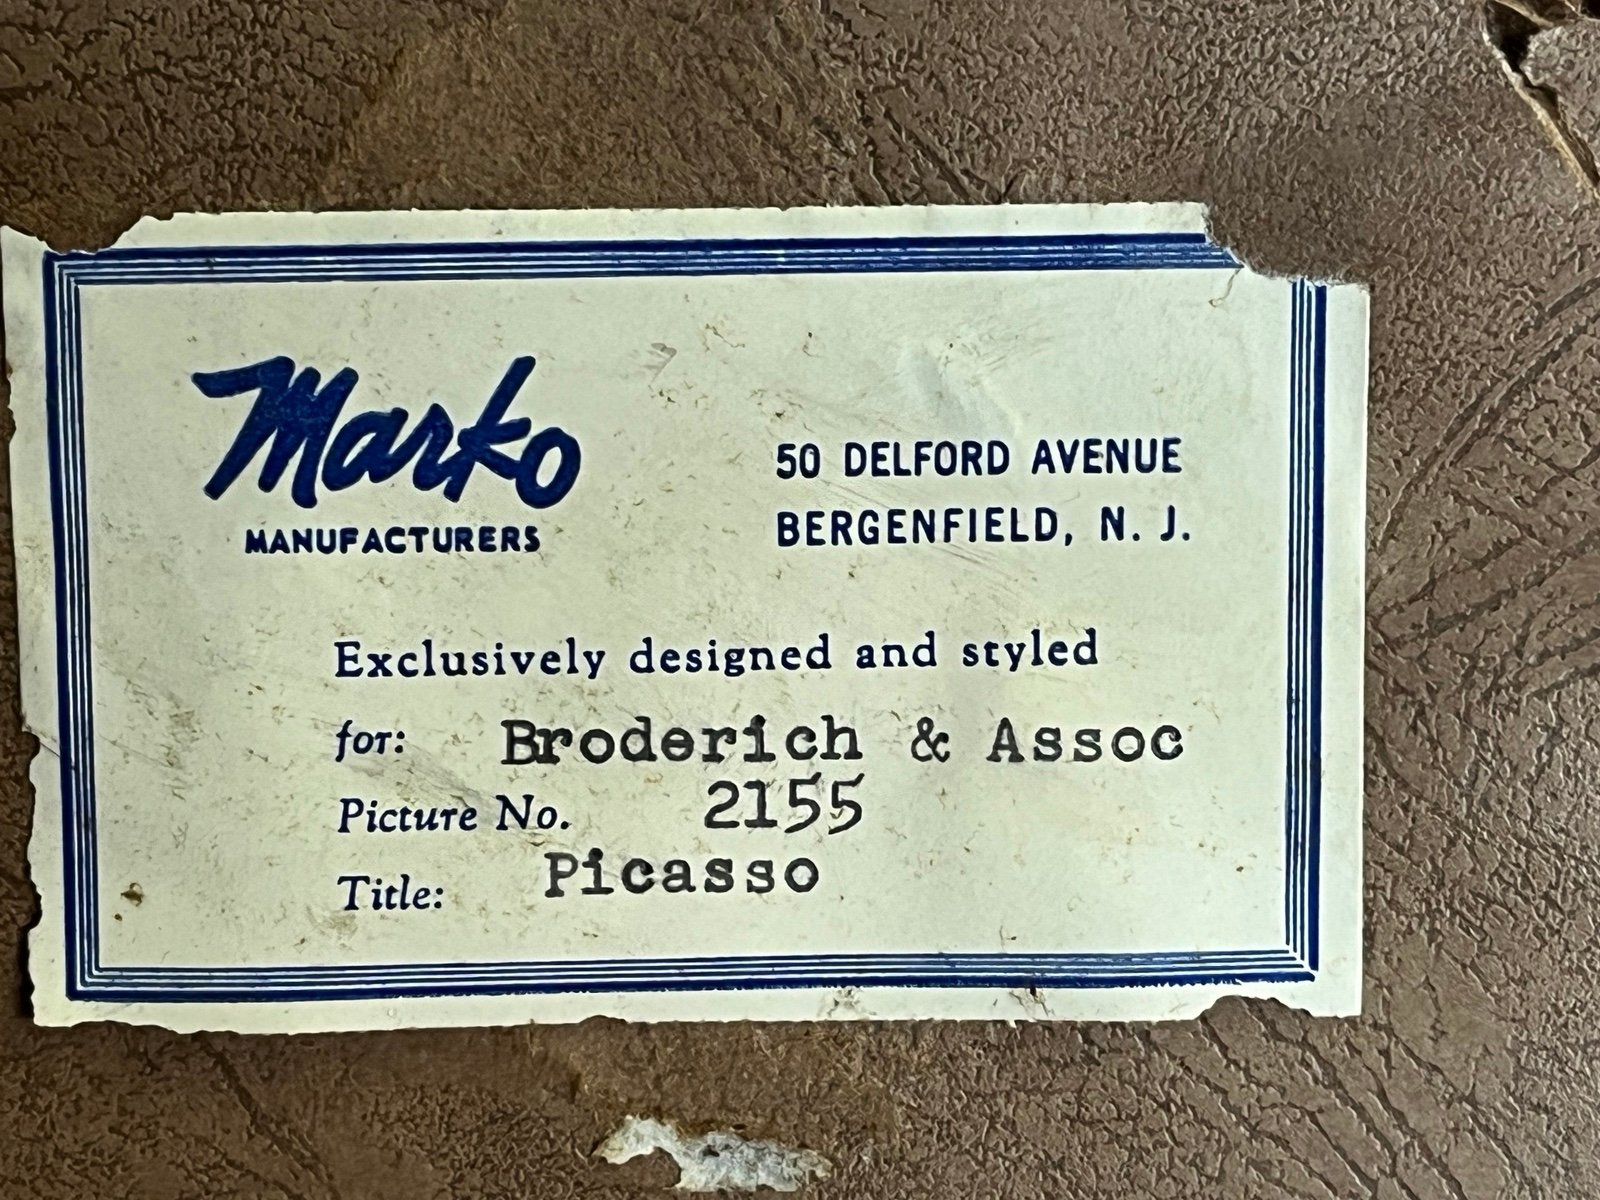 Marko
MANUFACTURERS
50 DELFORD AVENUE
BERGENFIELD, N. J.
Exclusively designed and styled
for: Broderich & Assoc
Picture No. 2155
Title: Picasso